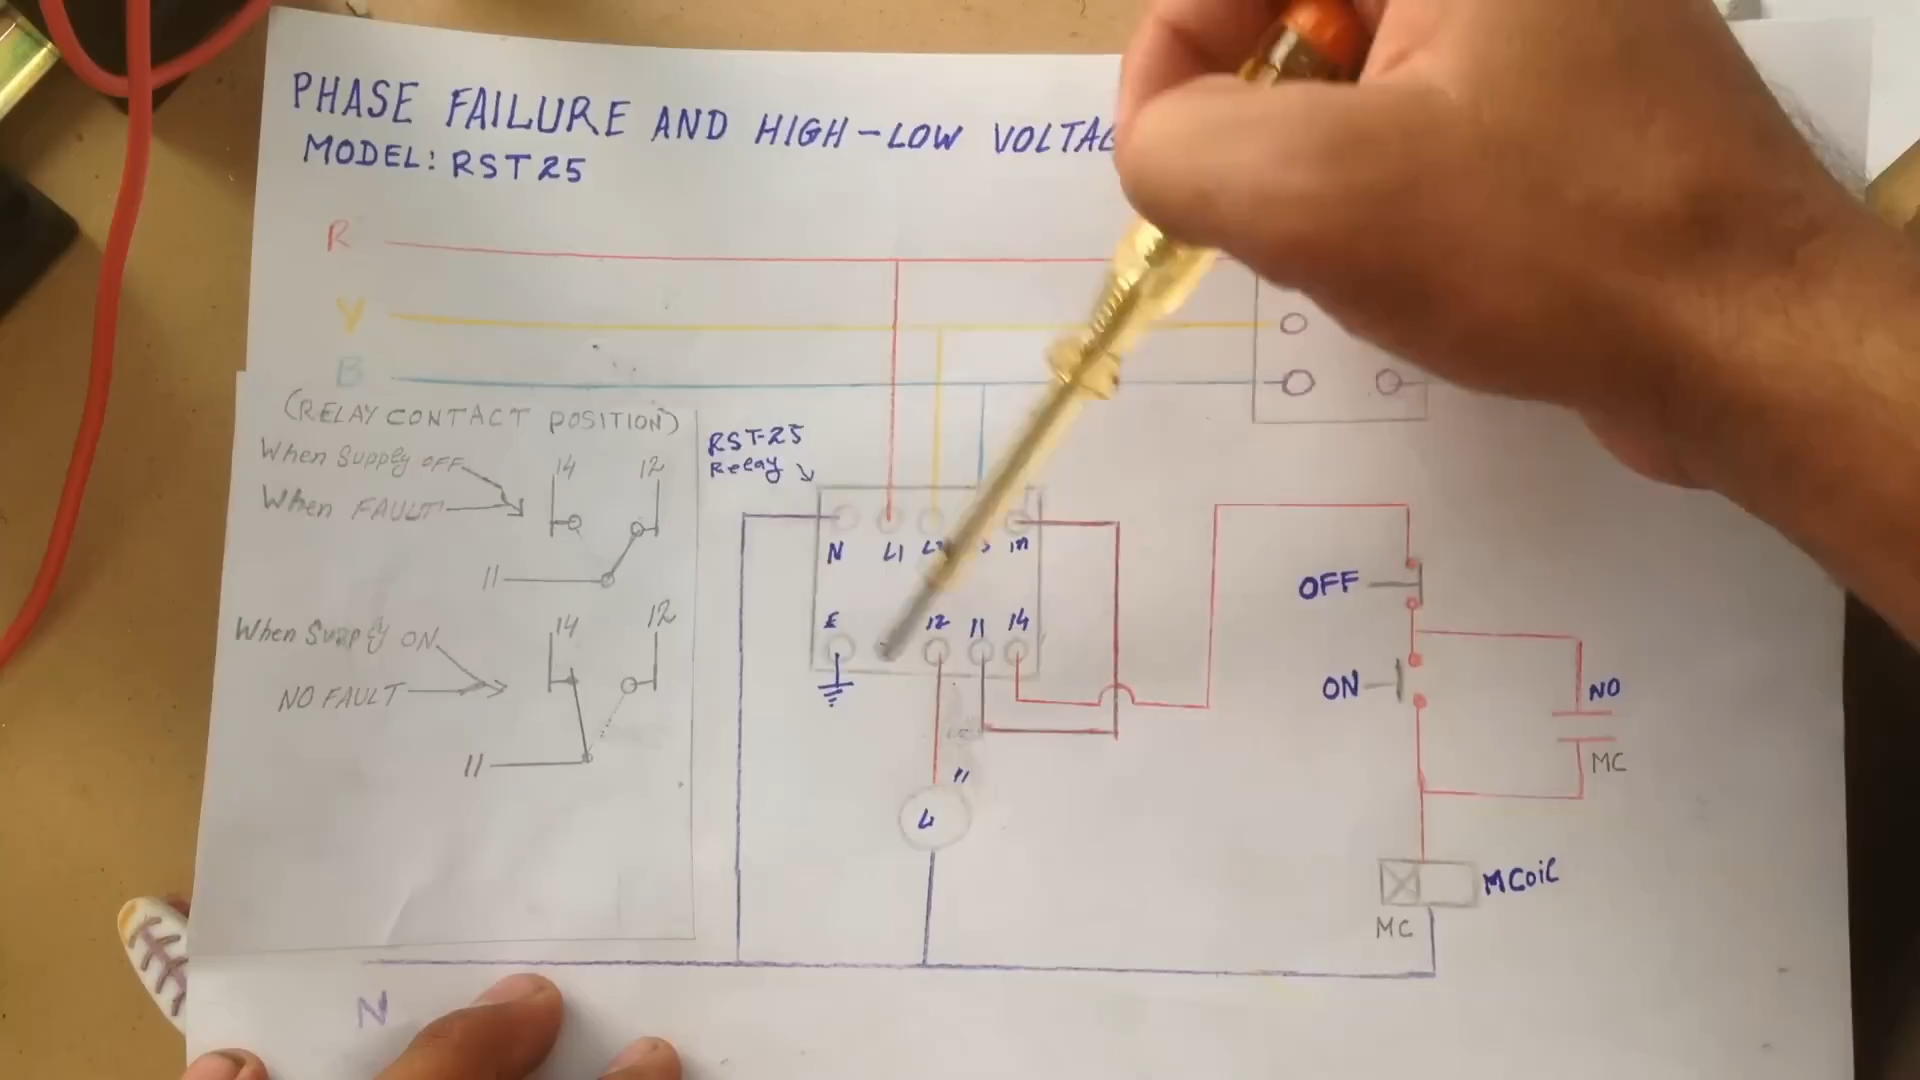 PHASE FAILURE AND HIGH-LOW VOLTAG
MODEL: RST25
R
Y
B
(RELAY CONTACT POSITION)
When Supply OFF
When FAULT
14 12
11
When Supply ON
NO FAULT
14 12
11
RST-25
Relay
N L1
E 12 11 14
L
OFF
ON
NO
MC
MCoil
MC
N